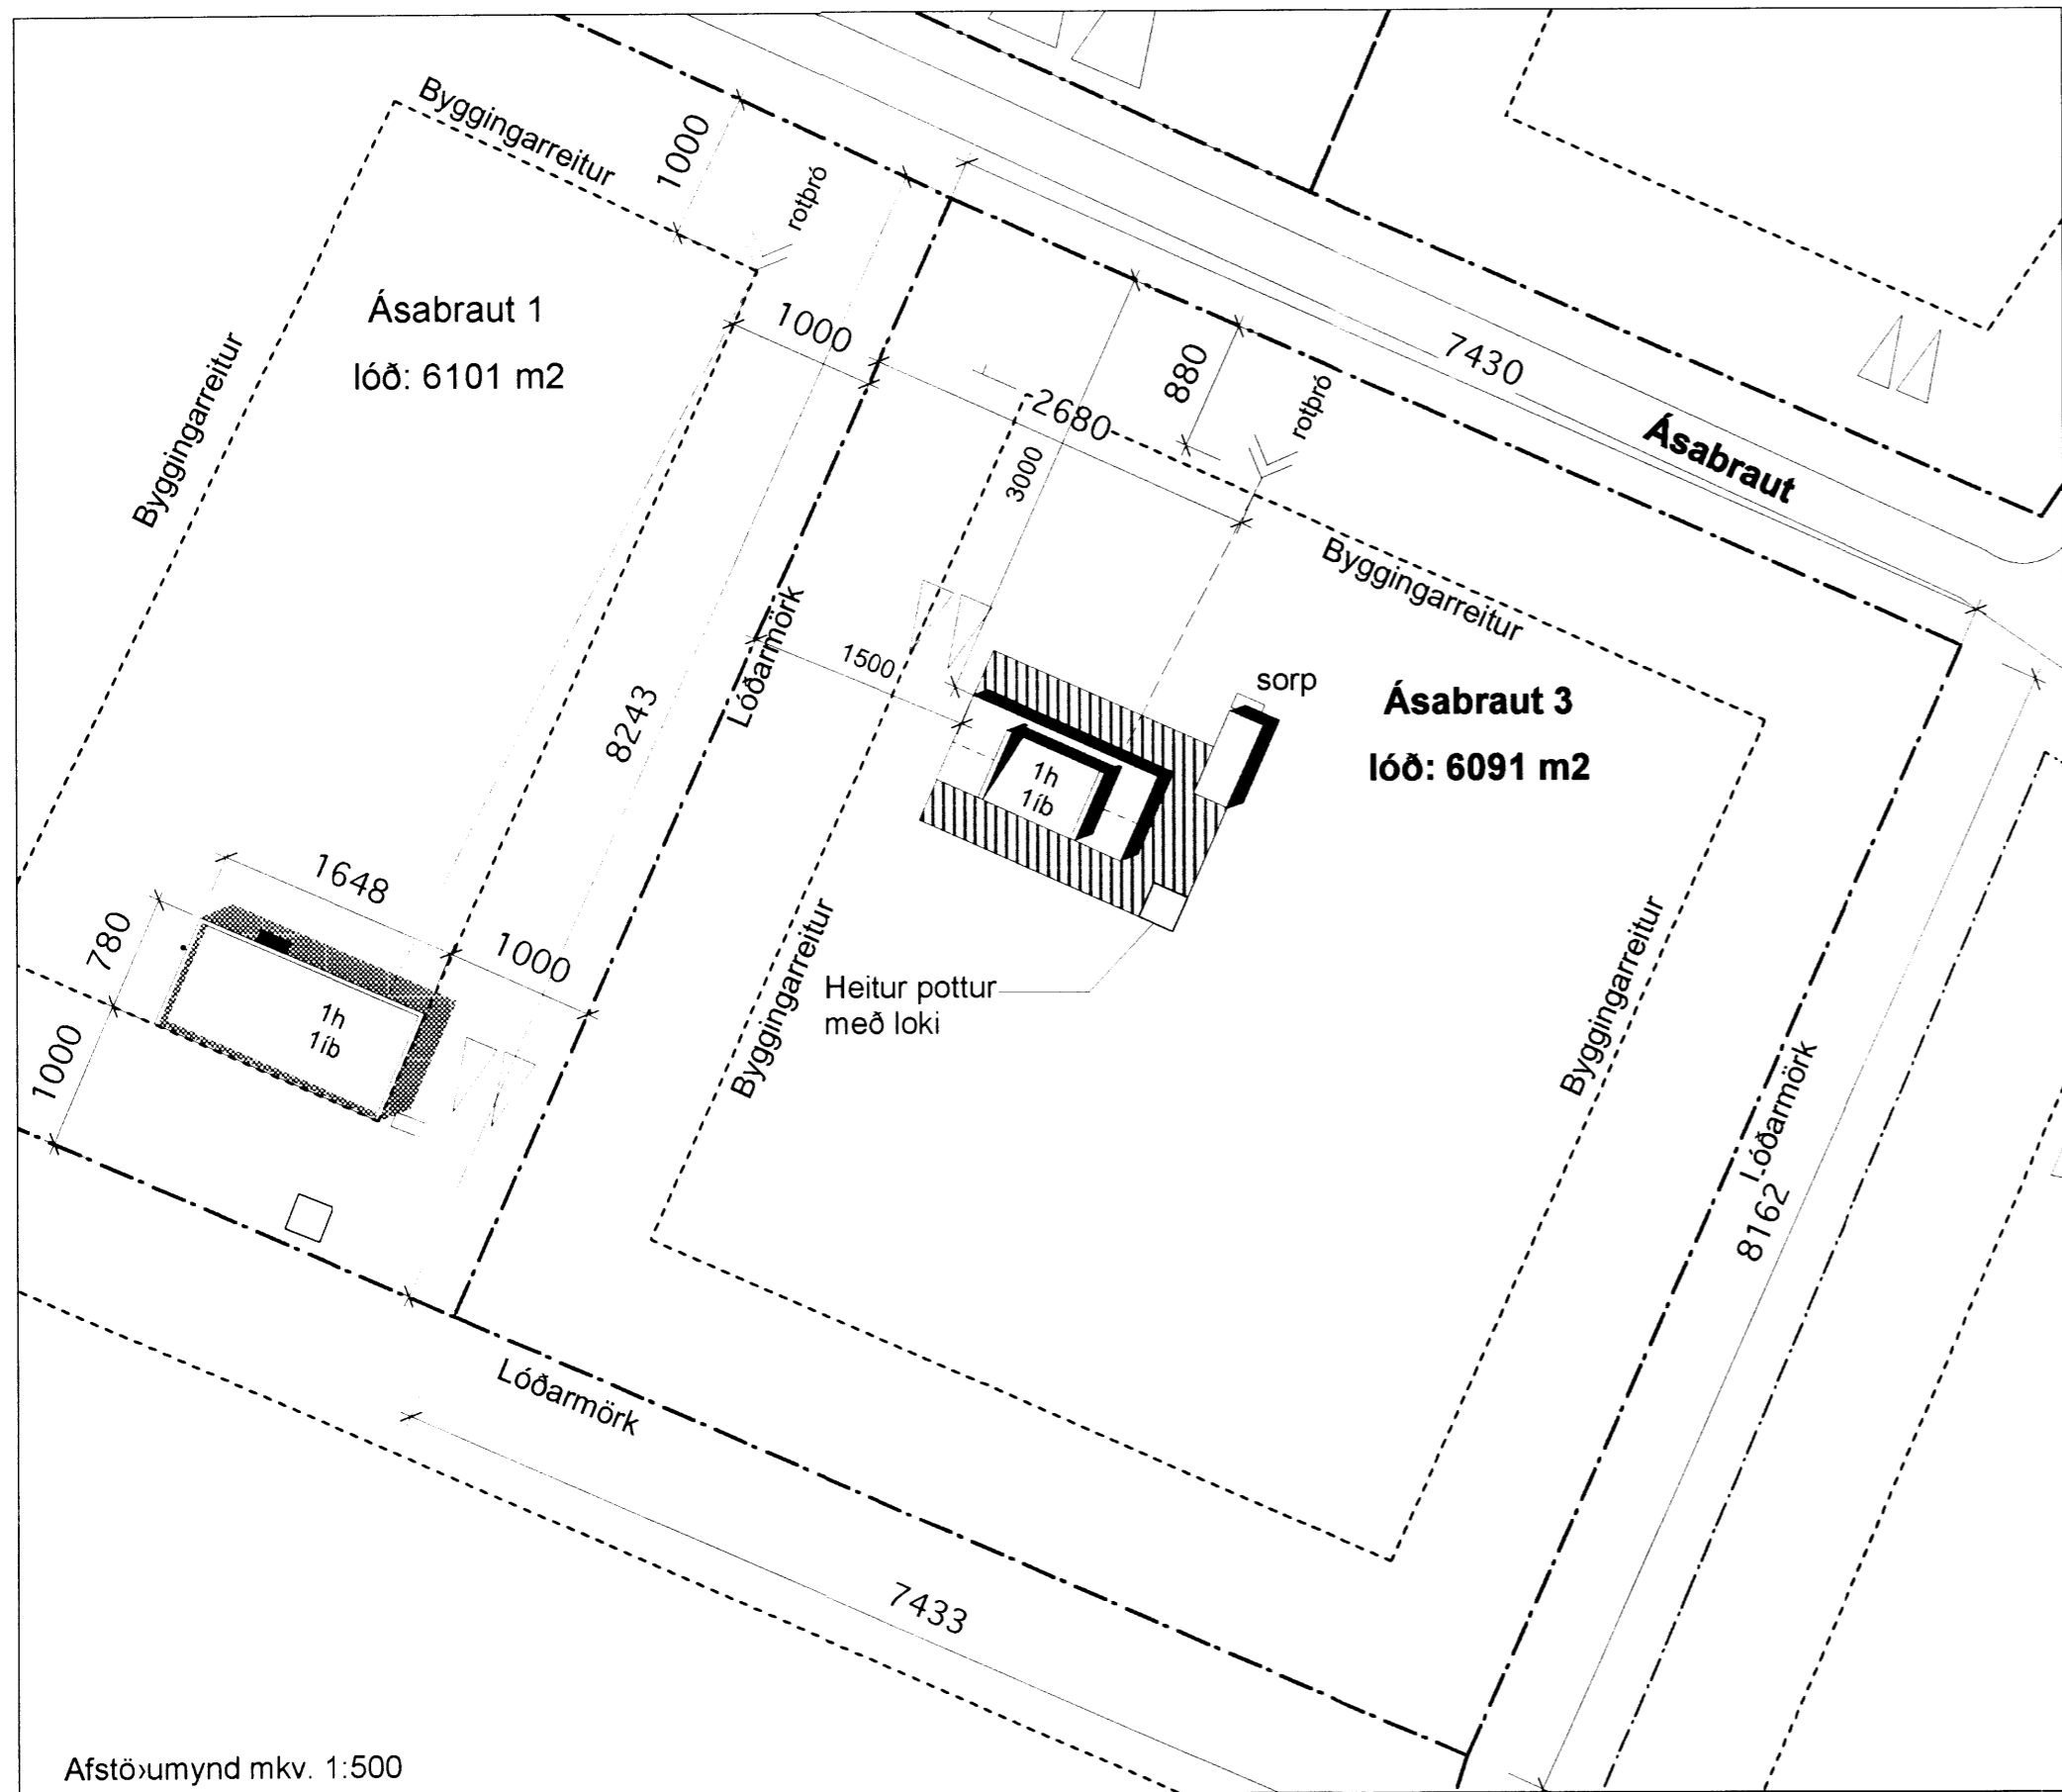 Byggingarreitur
1000
rotþró
Ásabraut 1
lóð: 6101 m2
Byggingarreitur
1000
880
7430
Ásabraut
2680
rotþró
3000
Byggingarreitur
Lóðarmörk
1500
8243
sorp
Ásabraut 3
lóð: 6091 m2
1h
1íb
1648
780
1000
1000
1h
1íb
Byggingarreitur
Heitur pottur
með loki
Byggingarreitur
Lóðarmörk
8162
Lóðarmörk
7433
Afstö›umynd mkv. 1:500